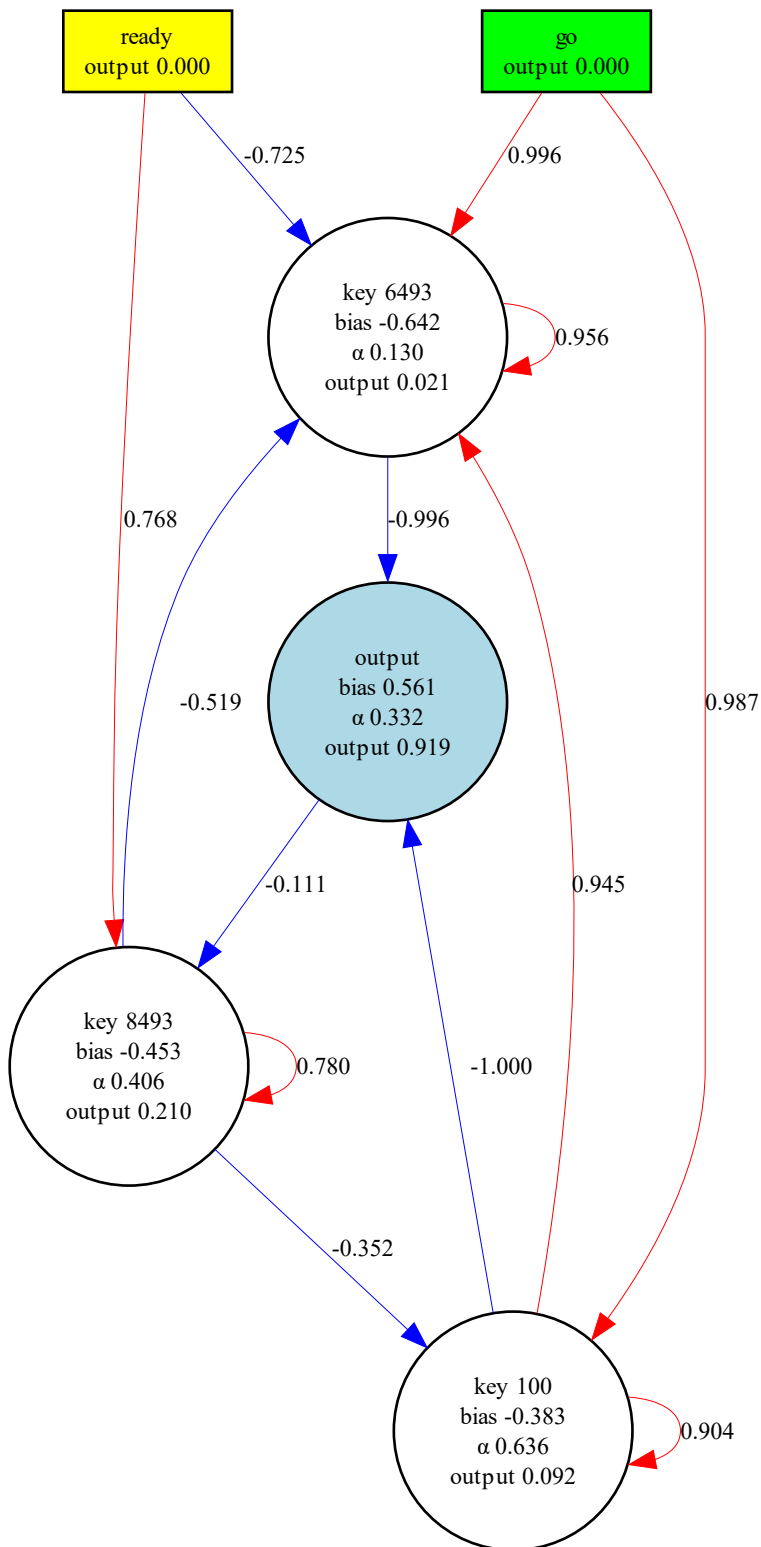 ready
output 0.000
go
output 0.000
-0.725
0.996
key 6493
bias -0.642
α 0.130
output 0.021
0.956
0.768
-0.996
-0.519
output
bias 0.561
α 0.332
output 0.919
0.987
-0.111
0.945
key 8493
bias -0.453
α 0.406
output 0.210
0.780
-1.000
-0.352
key 100
bias -0.383
α 0.636
output 0.092
0.904